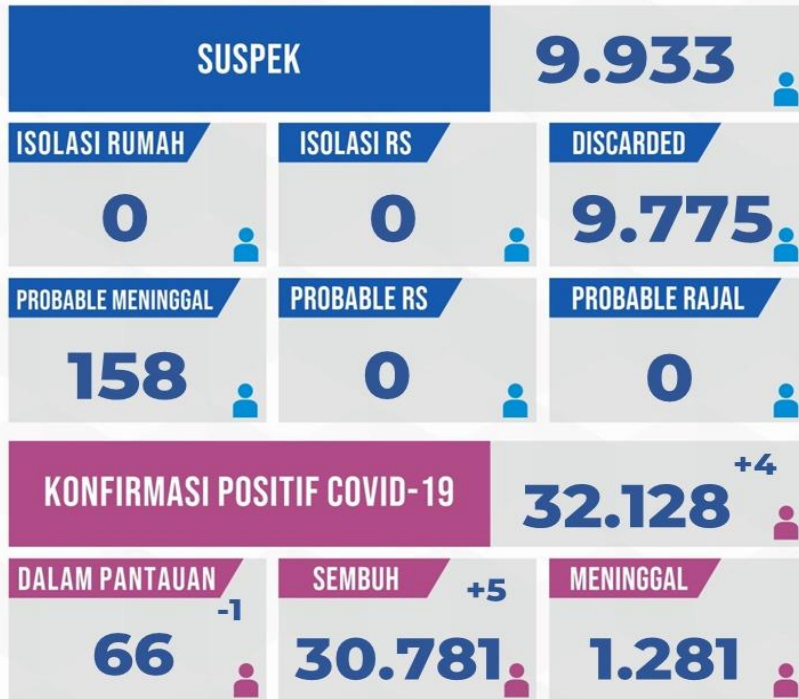 SUSPEK
9.933
ISOLASI RUMAH
0
ISOLASI RS
0
DISCARDED
9.775
PROBABLE MENINGGAL
158
PROBABLE RS
0
PROBABLE RAJAL
0
KONFIRMASI POSITIF COVID-19
32.128
+4
DALAM PANTAUAN
-1
66
SEMBUH
+5
30.781
MENINGGAL
1.281